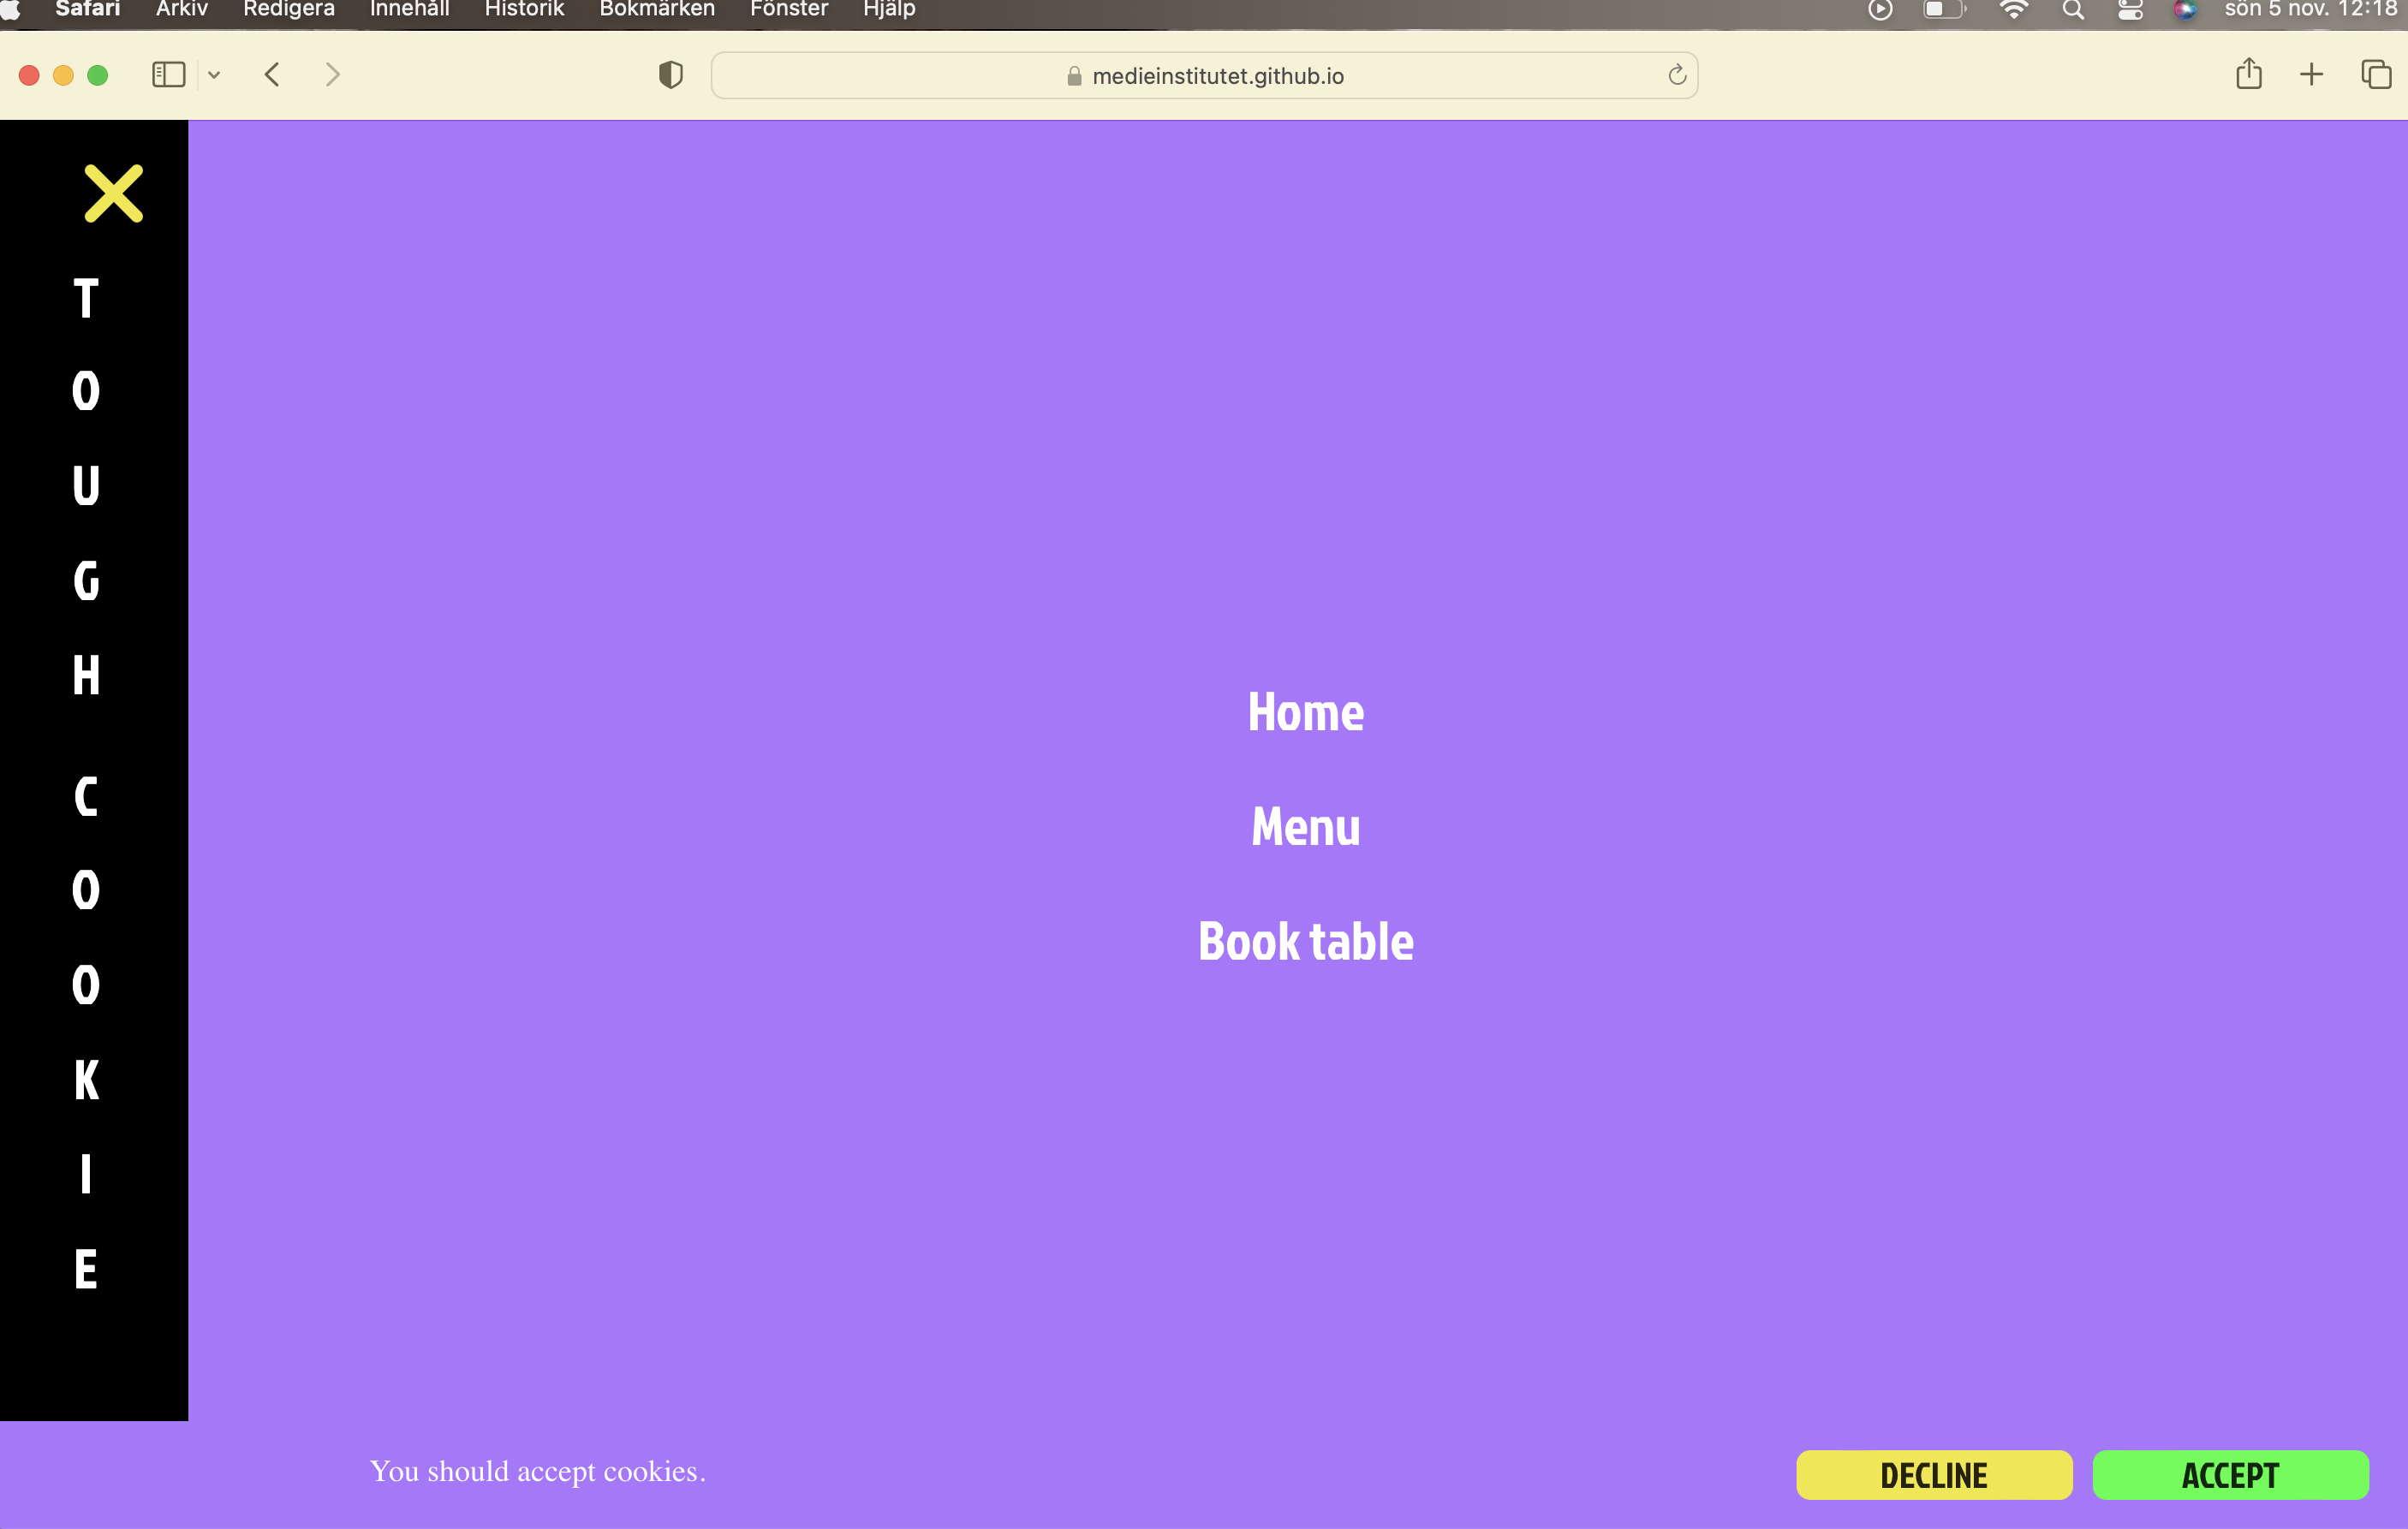 Safari Arkiv Redigera Innehåll Historik Bokmärken Fönster Hjälp sön 5 nov. 12:18
medieinstitutet.github.io
T
O
U
G
H
C
O
O
K
I
E
Home
Menu
Book table
You should accept cookies. DECLINE ACCEPT